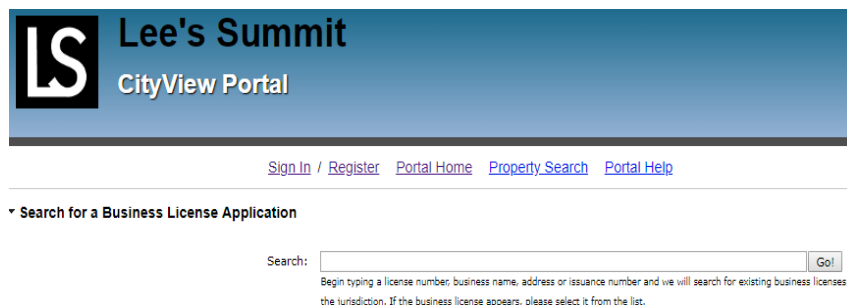 LS
Lee's Summit
CityView Portal
Sign In / Register Portal Home Property Search Portal Help
Search for a Business License Application
Search: Go!
Begin typing a license number, business name, address or issuance number and we will search for existing business licenses
the jurisdiction. If the business license appears, please select it from the list.